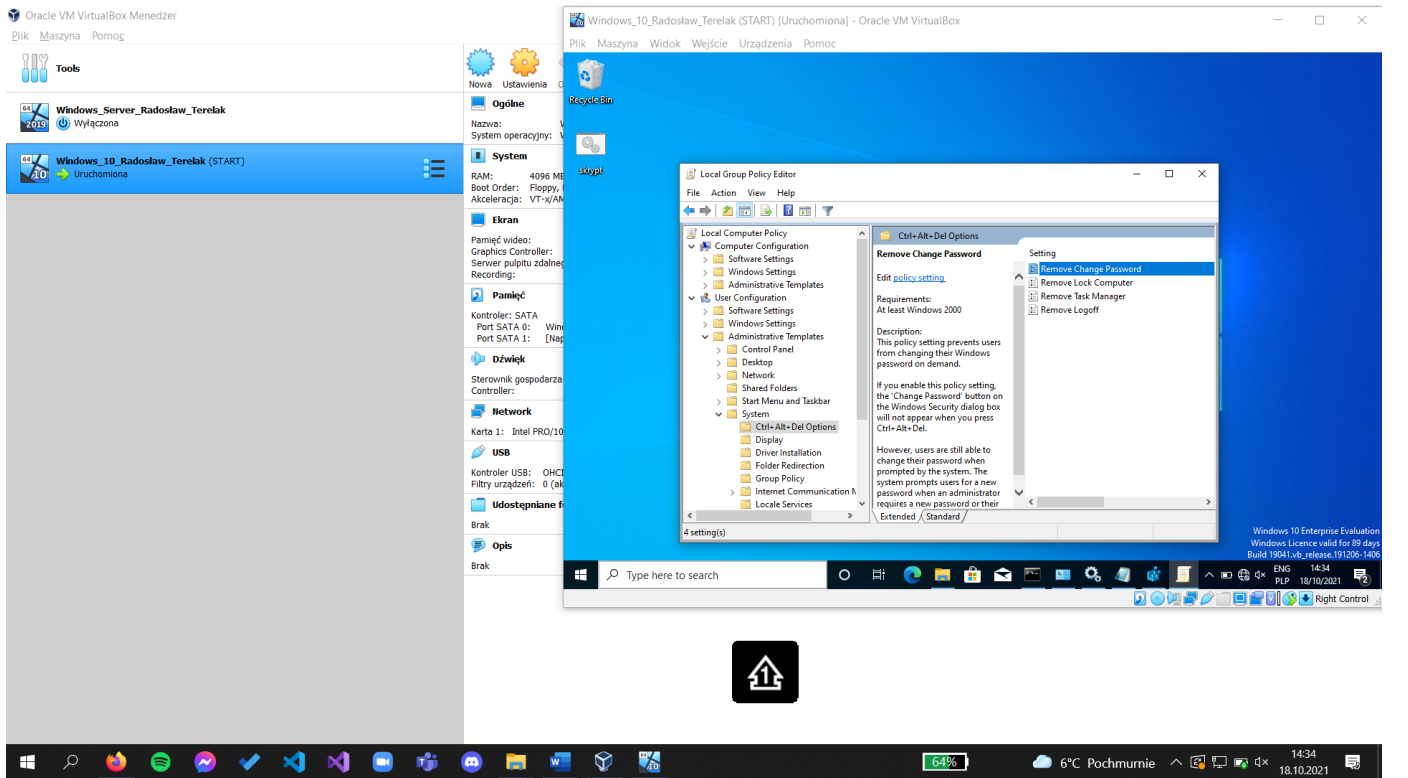 Oracle VM VirtualBox Menedżer
Plik Maszyna Pomoc
Tools
64
2019
Windows_Server_Radosław_Terelak
Wyłączona
64
10
Windows_10_Radosław_Terelak (START)
Uruchomiona
Nowa Ustawienia
Ogólne
Nazwa:
System operacyjny:
System
RAM: 4096 MB
Boot Order: Floppy,
Akceleracja: VT-x/AM
Ekran
Pamięć wideo:
Graphics Controller:
Serwer pulpitu zdalneg
Recording:
Pamięć
Kontroler: SATA
Port SATA 0: Wind
Port SATA 1: [Nap
Dźwięk
Sterownik gospodarza
Controller:
Network
Karta 1: Intel PRO/10
USB
Kontroler USB: OHCI
Filtry urządzeń: 0 (ak
Udostępniane f
Brak
Opis
Brak
Windows_10_Radosław_Terelak (START) [Uruchomiona] - Oracle VM VirtualBox
Plik Maszyna Widok Wejście Urządzenia Pomoc
Recycle Bin
skrypt
Local Group Policy Editor
File Action View Help
Local Computer Policy
Computer Configuration
Software Settings
Windows Settings
Administrative Templates
User Configuration
Software Settings
Windows Settings
Administrative Templates
Control Panel
Desktop
Network
Shared Folders
Start Menu and Taskbar
System
Ctrl+Alt+Del Options
Display
Driver Installation
Folder Redirection
Group Policy
Internet Communication M
Locale Services
Ctrl+Alt+Del Options
Remove Change Password
Edit policy setting
Requirements:
At least Windows 2000
Description:
This policy setting prevents users
from changing their Windows
password on demand.
If you enable this policy setting,
the 'Change Password' button on
the Windows Security dialog box
will not appear when you press
Ctrl+Alt+Del.
However, users are still able to
change their password when
prompted by the system. The
system prompts users for a new
password when an administrator
requires a new password or their
Setting
Remove Change Password
Remove Lock Computer
Remove Task Manager
Remove Logoff
Extended Standard
4 setting(s)
Windows 10 Enterprise Evaluation
Windows Licence valid for 89 days
Build 19041.vb_release.191206-1406
Type here to search
ENG
PLP
14:34
18/10/2021
2
Right Control
1
64%
6°C Pochmurnie
14:34
18.10.2021